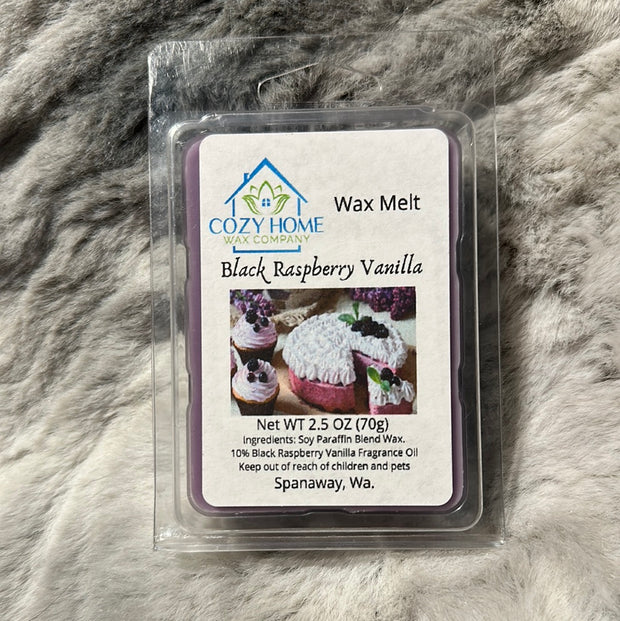 COZY HOME
WAX COMPANY
Wax Melt
Black Raspberry Vanilla
Net WT 2.5 OZ (70g)
Ingredients: Soy Paraffin Blend Wax.
10% Black Raspberry Vanilla Fragrance Oil
Keep out of reach of children and pets
Spanaway, Wa.